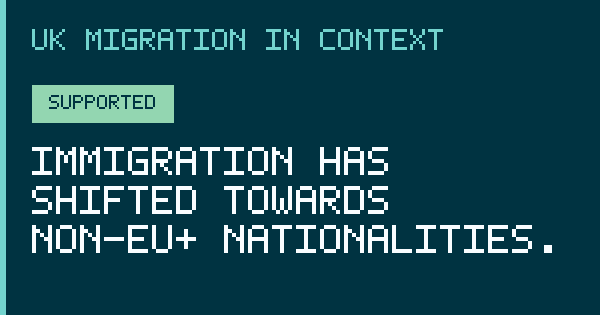 UK MIGRATION IN CONTEXT
SUPPORTED
IMMIGRATION HAS
SHIFTED TOWARDS
NON-EU+ NATIONALITIES.